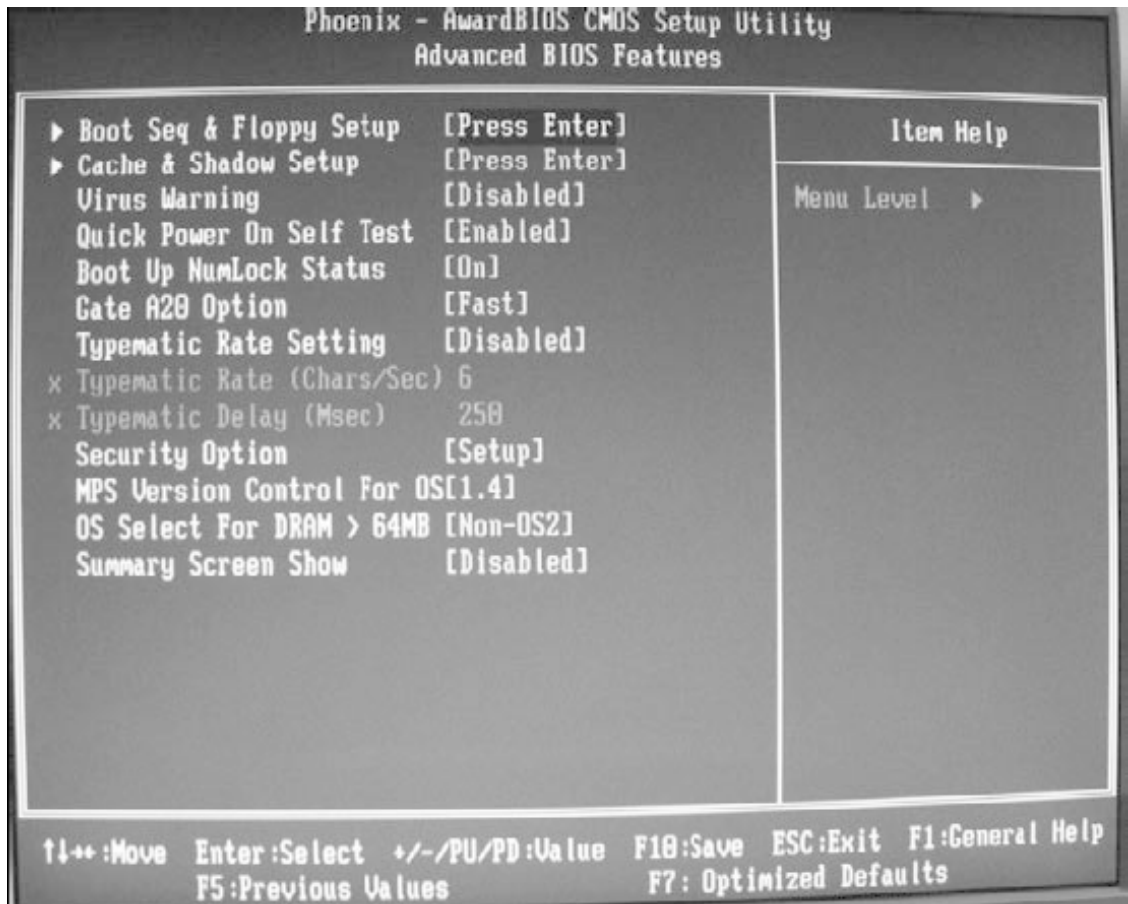 Phoenix - AwardBIOS CMOS Setup Utility
Advanced BIOS Features
▶ Boot Seq & Floppy Setup [Press Enter]
▶ Cache & Shadow Setup [Press Enter]
Virus Warning [Disabled]
Quick Power On Self Test [Enabled]
Boot Up NumLock Status [On]
Gate A20 Option [Fast]
Typematic Rate Setting [Disabled]
x Typematic Rate (Chars/Sec) 6
x Typematic Delay (Msec) 250
Security Option [Setup]
MPS Version Control For OS[1.4]
OS Select For DRAM > 64MB [Non-OS2]
Summary Screen Show [Disabled]
Item Help
Menu Level ▶
↑↓→←:Move Enter:Select +/-/PU/PD:Value F10:Save ESC:Exit F1:General Help
F5:Previous Values F7: Optimized Defaults